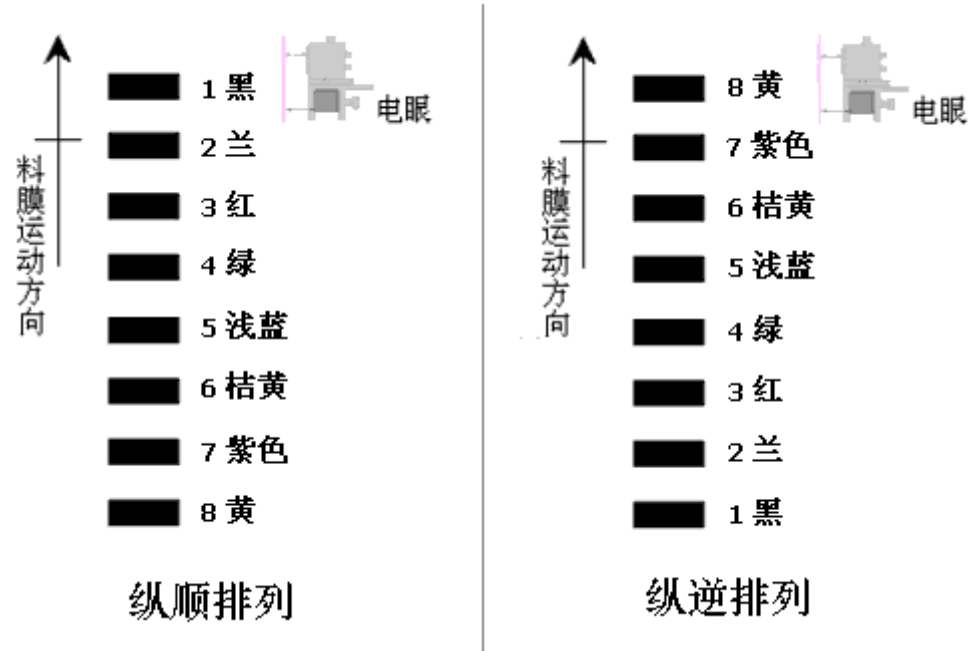 1 黑
电眼
2 兰
料膜运动方向
3 红
4 绿
5 浅蓝
6 桔黄
7 紫色
8 黄
纵顺排列
8 黄
电眼
7 紫色
料膜运动方向
6 桔黄
5 浅蓝
4 绿
3 红
2 兰
1 黑
纵逆排列